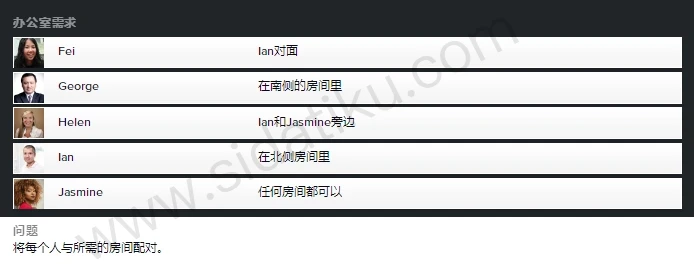 办公室需求
Fei Ian对面
George 在南侧的房间里
Helen Ian和Jasmine旁边
Ian 在北侧房间里
Jasmine 任何房间都可以
www.sidatiku.com
问题
将每个人与所需的房间配对。